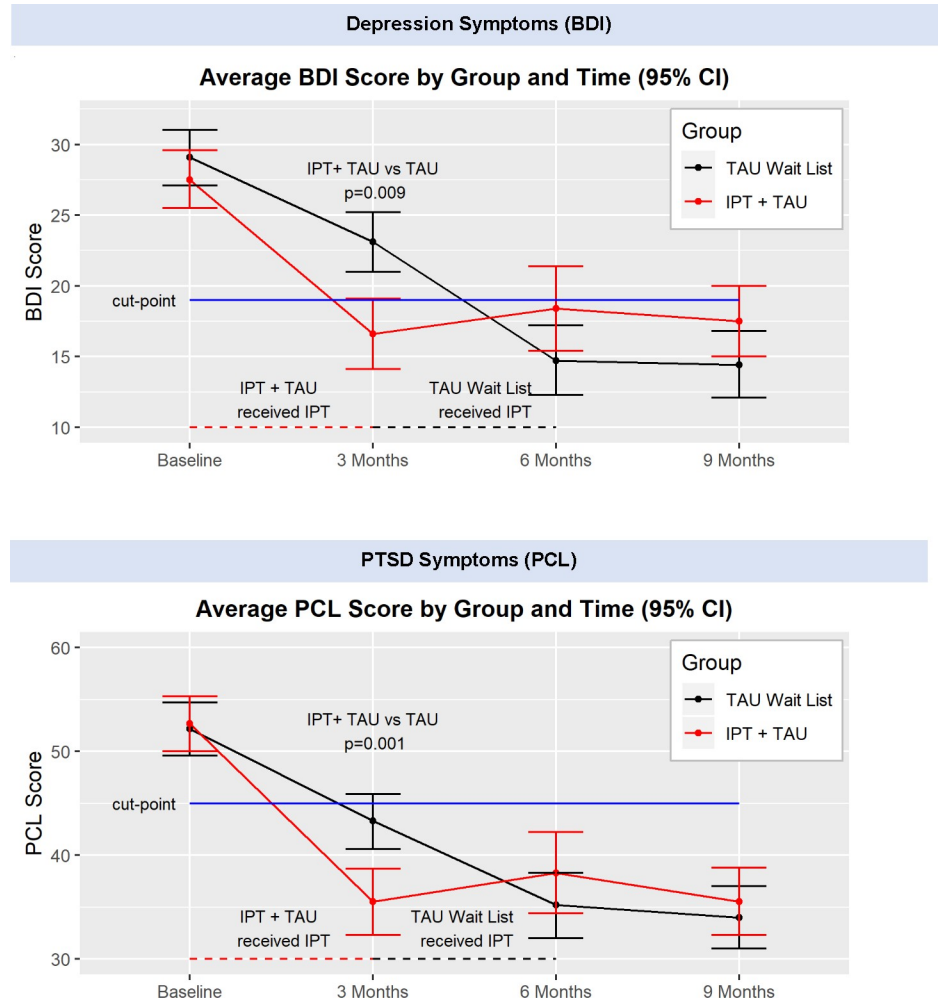 Depression Symptoms (BDI)
Average BDI Score by Group and Time (95% CI)
BDI Score
30
25
20
15
10
cut-point
IPT+ TAU vs TAU
p=0.009
Group
TAU Wait List
IPT + TAU
IPT + TAU
received IPT
TAU Wait List
received IPT
Baseline
3 Months
6 Months
9 Months
PTSD Symptoms (PCL)
Average PCL Score by Group and Time (95% CI)
PCL Score
60
50
40
30
cut-point
IPT+ TAU vs TAU
p=0.001
Group
TAU Wait List
IPT + TAU
IPT + TAU
received IPT
TAU Wait List
received IPT
Baseline
3 Months
6 Months
9 Months